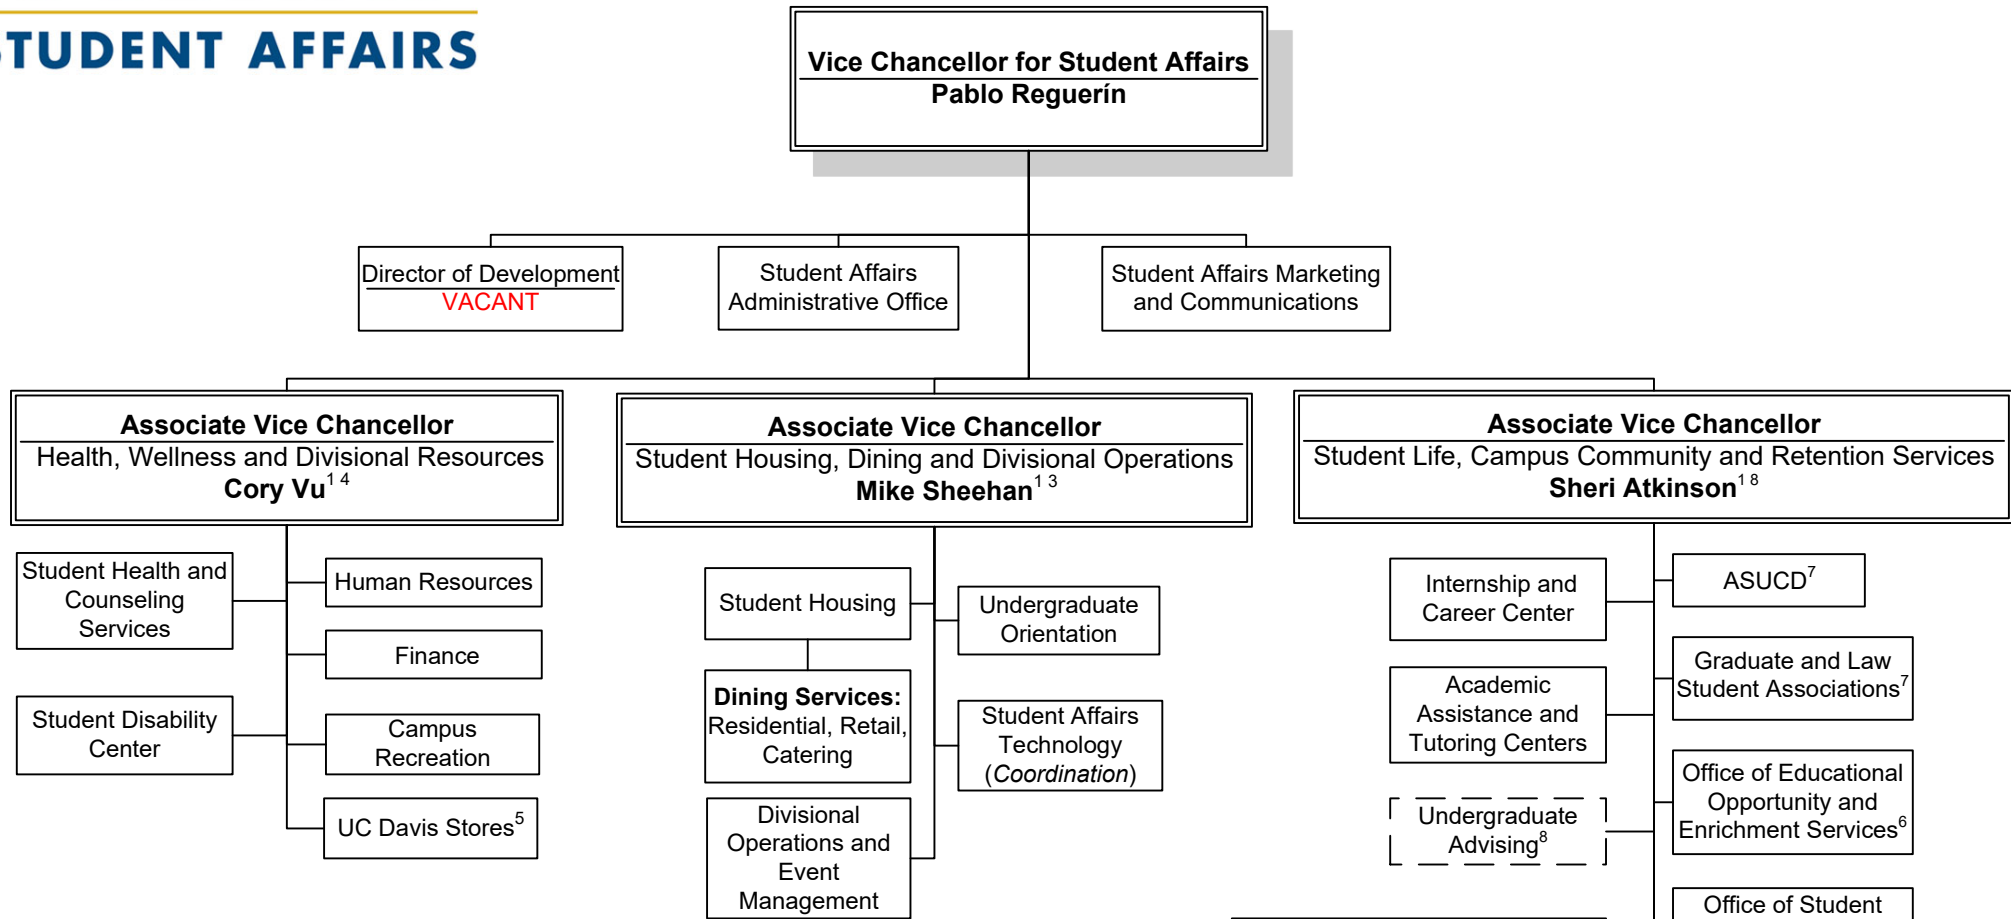 STUDENT AFFAIRS
Vice Chancellor for Student Affairs
Pablo Reguerín
Director of Development
VACANT
Student Affairs
Administrative Office
Student Affairs Marketing
and Communications
Associate Vice Chancellor
Health, Wellness and Divisional Resources
Cory Vu1 4
Associate Vice Chancellor
Student Housing, Dining and Divisional Operations
Mike Sheehan1 3
Associate Vice Chancellor
Student Life, Campus Community and Retention Services
Sheri Atkinson1 8
Student Health and
Counseling
Services
Student Disability
Center
Human Resources
Finance
Campus
Recreation
UC Davis Stores5
Student Housing
Dining Services:
Residential, Retail,
Catering
Divisional
Operations and
Event
Management
Undergraduate
Orientation
Student Affairs
Technology
(Coordination)
Internship and
Career Center
Academic
Assistance and
Tutoring Centers
Undergraduate
Advising8
ASUCD7
Graduate and Law
Student Associations7
Office of Educational
Opportunity and
Enrichment Services6
Office of Student